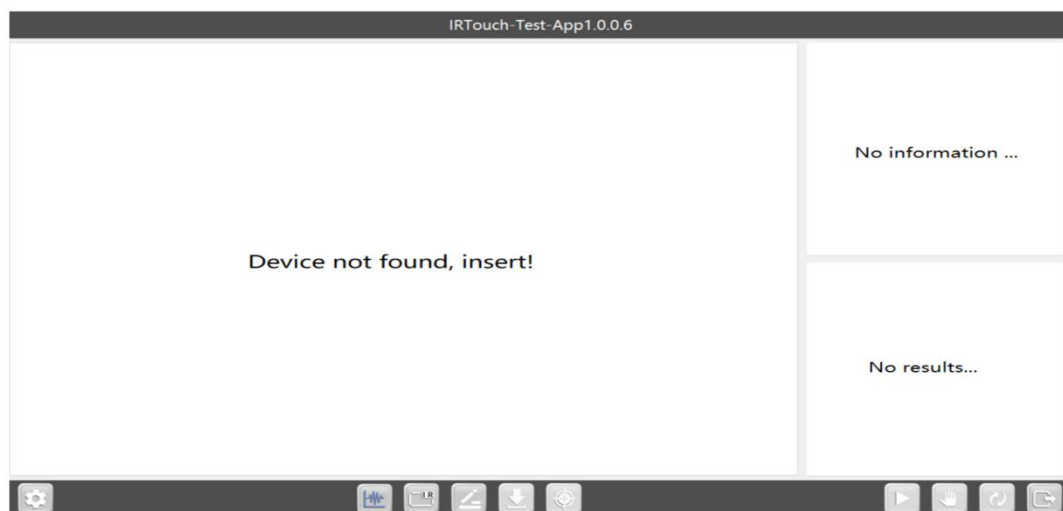 IRTouch-Test-App1.0.0.6
No information ...
Device not found, insert!
No results...